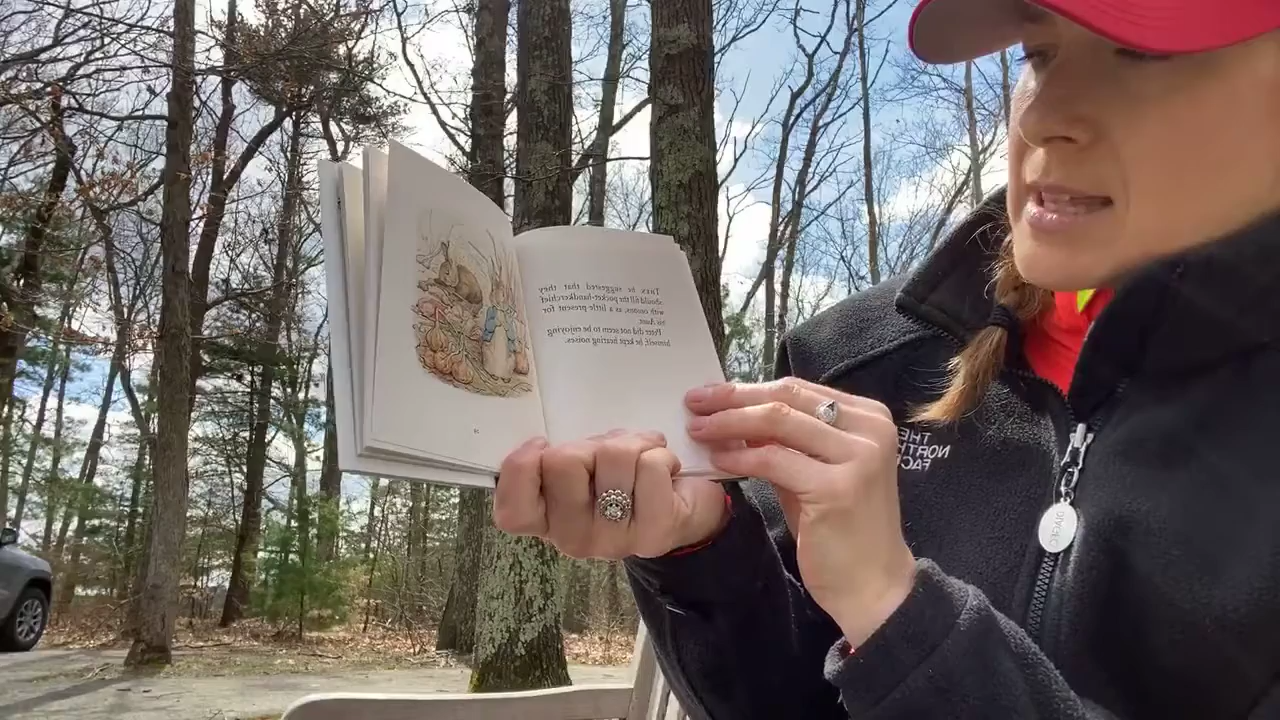 THEN he suggested that they
should fill the pocket-handkerchief
with onions, as a little present for
his Aunt.
Peter did not seem to be enjoying
himself; he kept hearing noises.
THE
NORTH
FACE